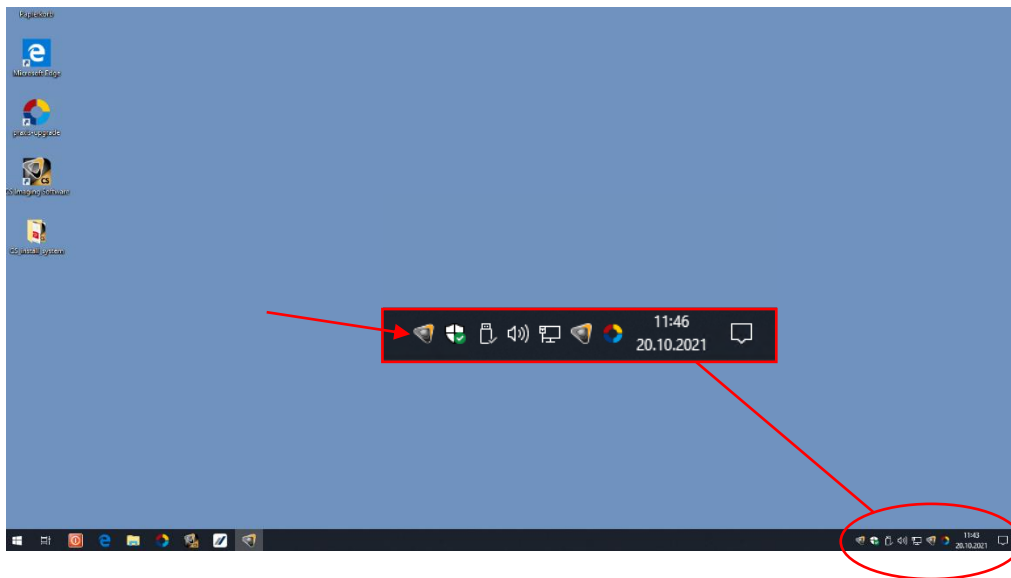 Papierkorb
Microsoft Edge
praxis-upgrade
CS
CS Imaging Software
CS_install_system
11:46
20.10.2021
11:43
20.10.2021